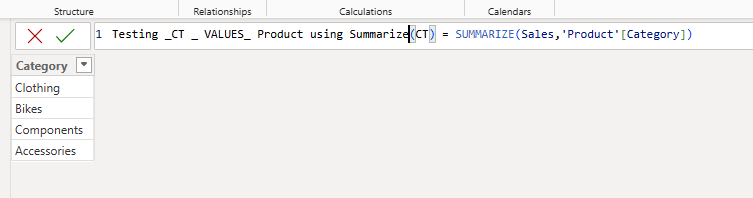 Structure Relationships Calculations Calendars
1 Testing _CT _ VALUES_ Product using Summarize(CT) = SUMMARIZE(Sales,'Product'[Category])
Category
Clothing
Bikes
Components
Accessories